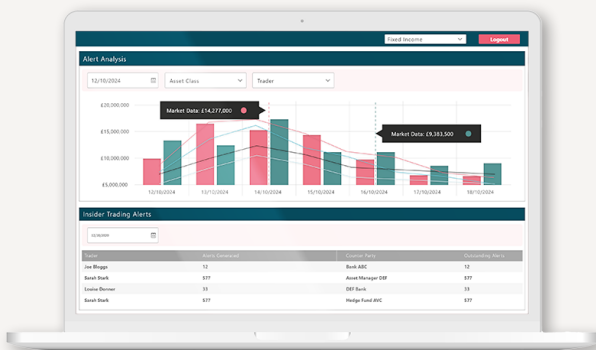 Fixed Income Logout
Alert Analysis
12/10/2024 Asset Class Trader
£20,000,000
Market Data: £14,277,000
£15,000,000
Market Data: £9,383,500
£10,000,000
£5,000,000
12/10/2024 13/10/2024 14/10/2024 15/10/2024 16/10/2024 17/10/2024 18/10/2024
Insider Trading Alerts
Trader Alerts Generated Counter Party Outstanding Alerts
Joe Bloggs 12 Bank ABC 12
Sarah Stark 577 Asset Manager DEF 577
Louise Donner 33 DEF Bank 33
Sarah Stark 577 Hedge Fund AVC 577